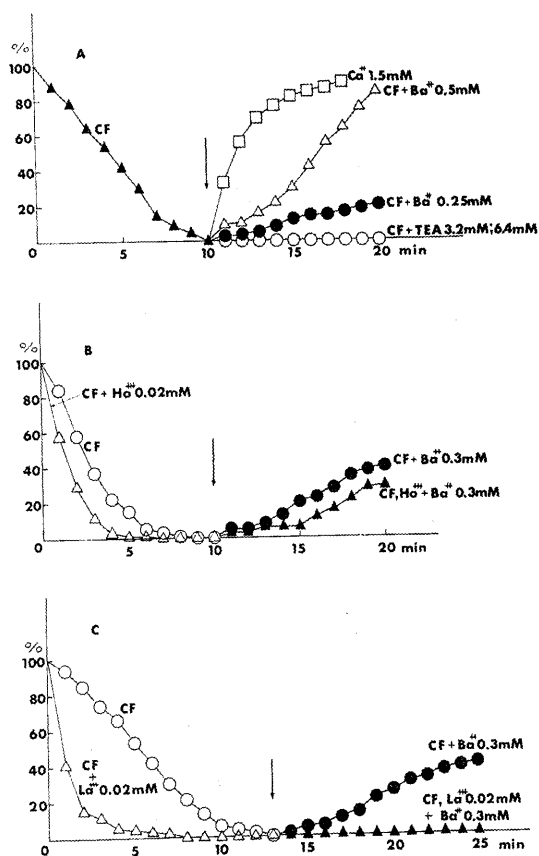 %
A
100
80
60
40
20
CF
Ca⁺⁺ 1.5mM
CF+Ba⁺⁺ 0,5mM
CF+Ba⁺⁺ 0.25mM
CF+TEA 3.2mM;6.4mM
0
5
10
15
20 min
%
B
100
80
60
40
20
CF + Ho⁺⁺⁺ 0.02mM
CF
CF+Ba⁺⁺ 0.3mM
CF,Ho⁺⁺⁺+Ba⁺⁺ 0.3mM
0
5
10
15
20 min
%
C
100
80
60
40
20
CF
CF
+
La⁺⁺⁺ 0.02mM
CF+Ba⁺⁺ 0.3mM
CF, La⁺⁺⁺ 0.02mM
+ Ba⁺⁺ 0.3mM
0
5
10
15
20
25 min